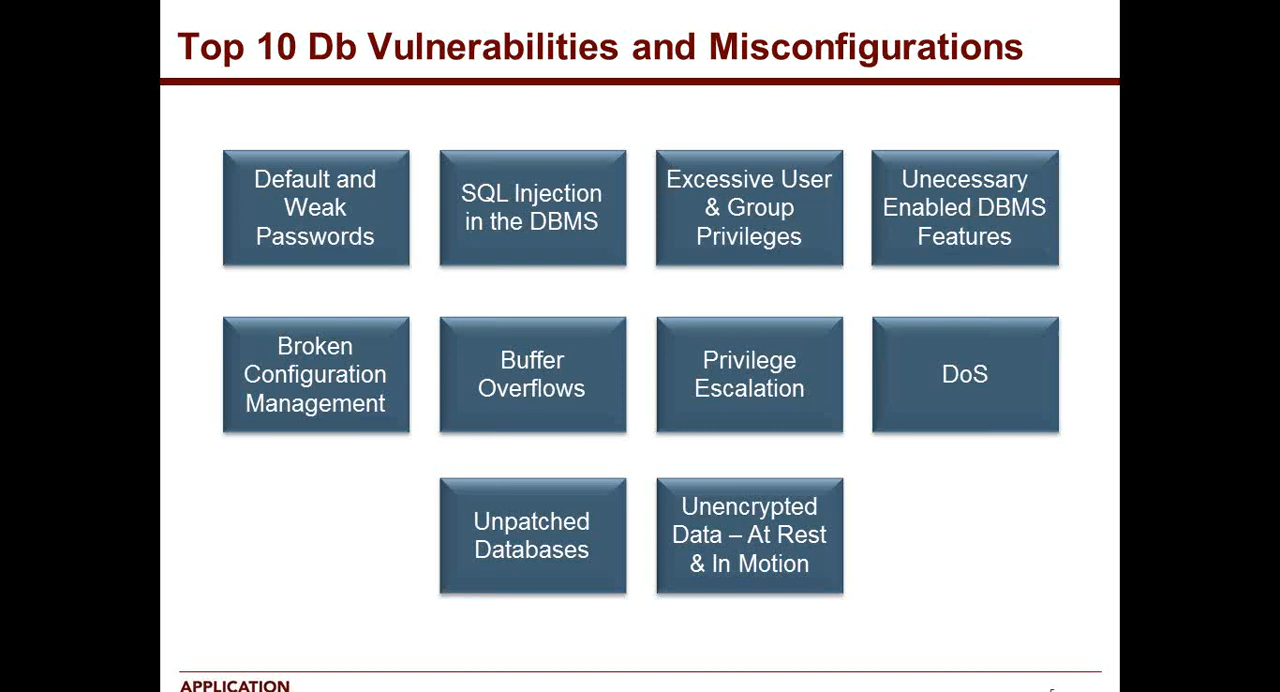 Top 10 Db Vulnerabilities and Misconfigurations
Default and
Weak
Passwords
SQL Injection
in the DBMS
Excessive User
& Group
Privileges
Unecessary
Enabled DBMS
Features
Broken
Configuration
Management
Buffer
Overflows
Privilege
Escalation
DoS
Unpatched
Databases
Unencrypted
Data – At Rest
& In Motion
APPLICATION